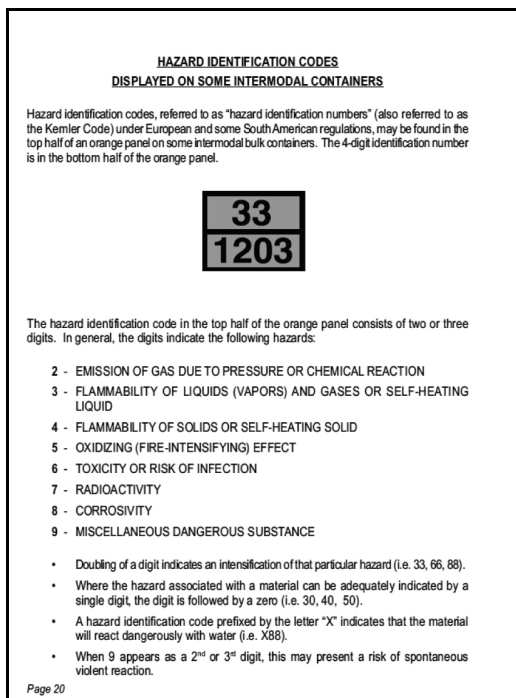 HAZARD IDENTIFICATION CODES
DISPLAYED ON SOME INTERMODAL CONTAINERS
Hazard identification codes, referred to as “hazard identification numbers” (also referred to as
the Kemler Code) under European and some South American regulations, may be found in the
top half of an orange panel on some intermodal bulk containers. The 4-digit identification number
is in the bottom half of the orange panel.
33
1203
The hazard identification code in the top half of the orange panel consists of two or three
digits. In general, the digits indicate the following hazards:
2 - EMISSION OF GAS DUE TO PRESSURE OR CHEMICAL REACTION
3 - FLAMMABILITY OF LIQUIDS (VAPORS) AND GASES OR SELF-HEATING
LIQUID
4 - FLAMMABILITY OF SOLIDS OR SELF-HEATING SOLID
5 - OXIDIZING (FIRE-INTENSIFYING) EFFECT
6 - TOXICITY OR RISK OF INFECTION
7 - RADIOACTIVITY
8 - CORROSIVITY
9 - MISCELLANEOUS DANGEROUS SUBSTANCE
• Doubling of a digit indicates an intensification of that particular hazard (i.e. 33, 66, 88).
• Where the hazard associated with a material can be adequately indicated by a
single digit, the digit is followed by a zero (i.e. 30, 40, 50).
• A hazard identification code prefixed by the letter “X” indicates that the material
will react dangerously with water (i.e. X88).
• When 9 appears as a 2nd or 3rd digit, this may present a risk of spontaneous
violent reaction.
Page 20